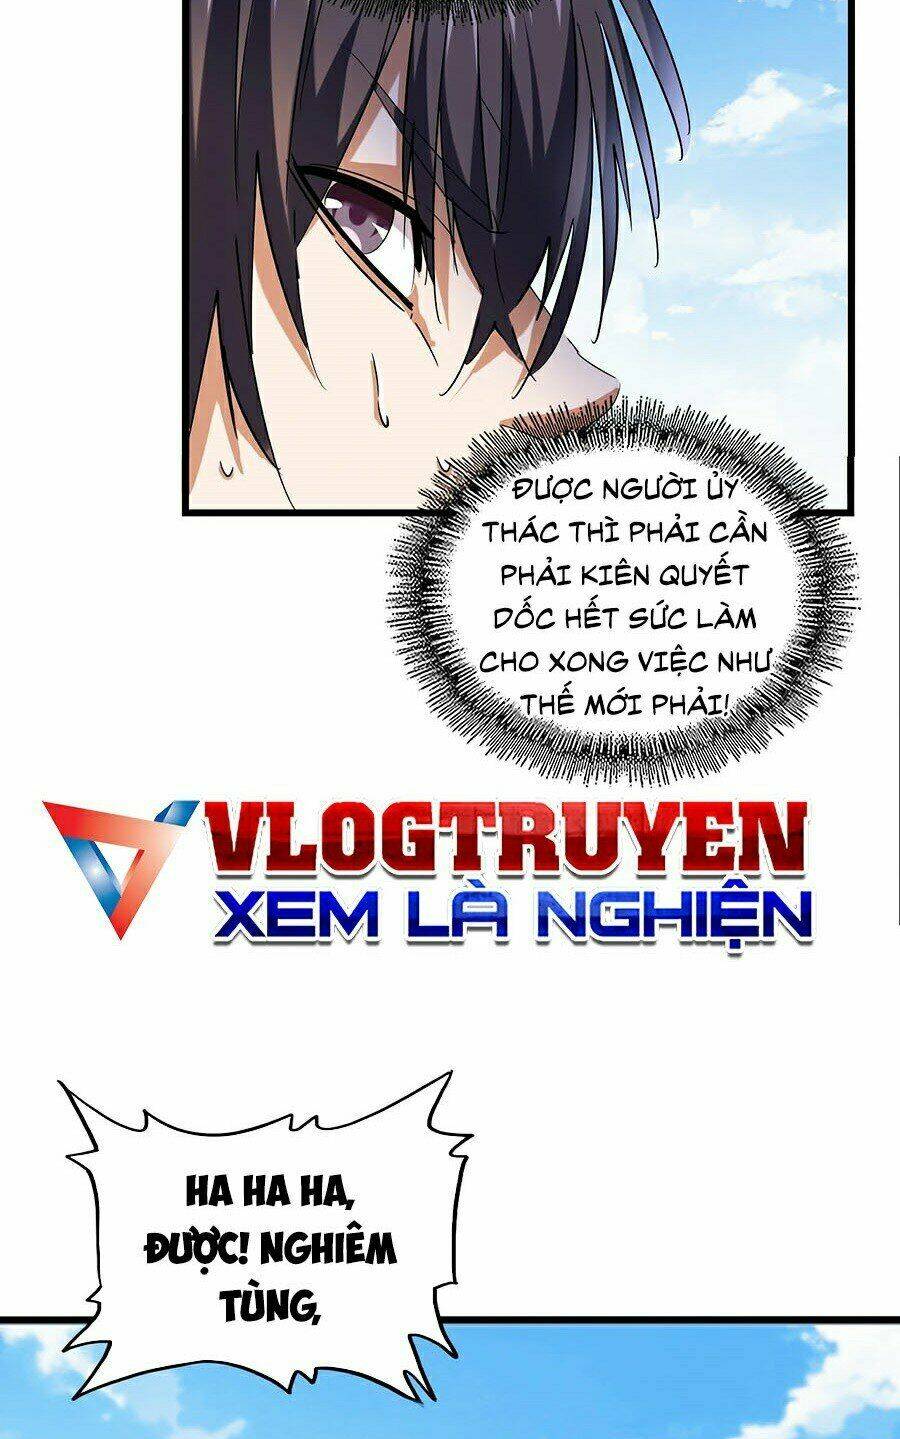 ĐƯỢC NGƯỜI ỦY
THÁC THÌ PHẢI CẦN
PHẢI KIÊN QUYẾT
DỐC HẾT SỨC LÀM
CHO XONG VIỆC NHƯ
THẾ MỚI PHẢI!
VLOGTRUYEN
XEM LÀ NGHIỆN
HA HA HA,
ĐƯỢC! NGHIÊM
TÙNG,